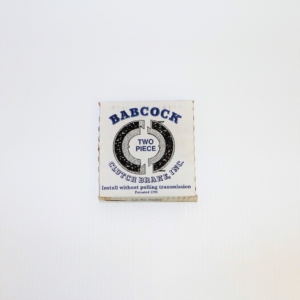 BABCOCK
TWO
PIECE
CLUTCH BRAKE, INC.
Install without pulling transmission